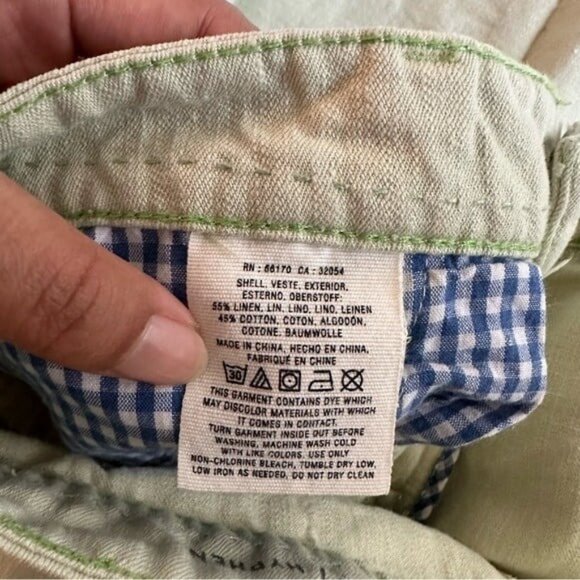 RN : 66170 CA : 32054
SHELL, VESTE, EXTERIOR,
ESTERNO, OBERSTOFF:
55% LINEN, LIN, LINO, LINO, LEINEN
45% COTTON, COTON, ALGODÓN,
COTONE, BAUMWOLLE
MADE IN CHINA, HECHO EN CHINA,
FABRIQUÉ EN CHINE
30
THIS GARMENT CONTAINS DYE WHICH
MAY DISCOLOR MATERIALS WITH WHICH
IT COMES IN CONTACT.
TURN GARMENT INSIDE OUT BEFORE
WASHING. MACHINE WASH COLD
WITH LIKE COLORS. USE ONLY
NON-CHLORINE BLEACH, TUMBLE DRY LOW,
LOW IRON AS NEEDED, DO NOT DRY CLEAN